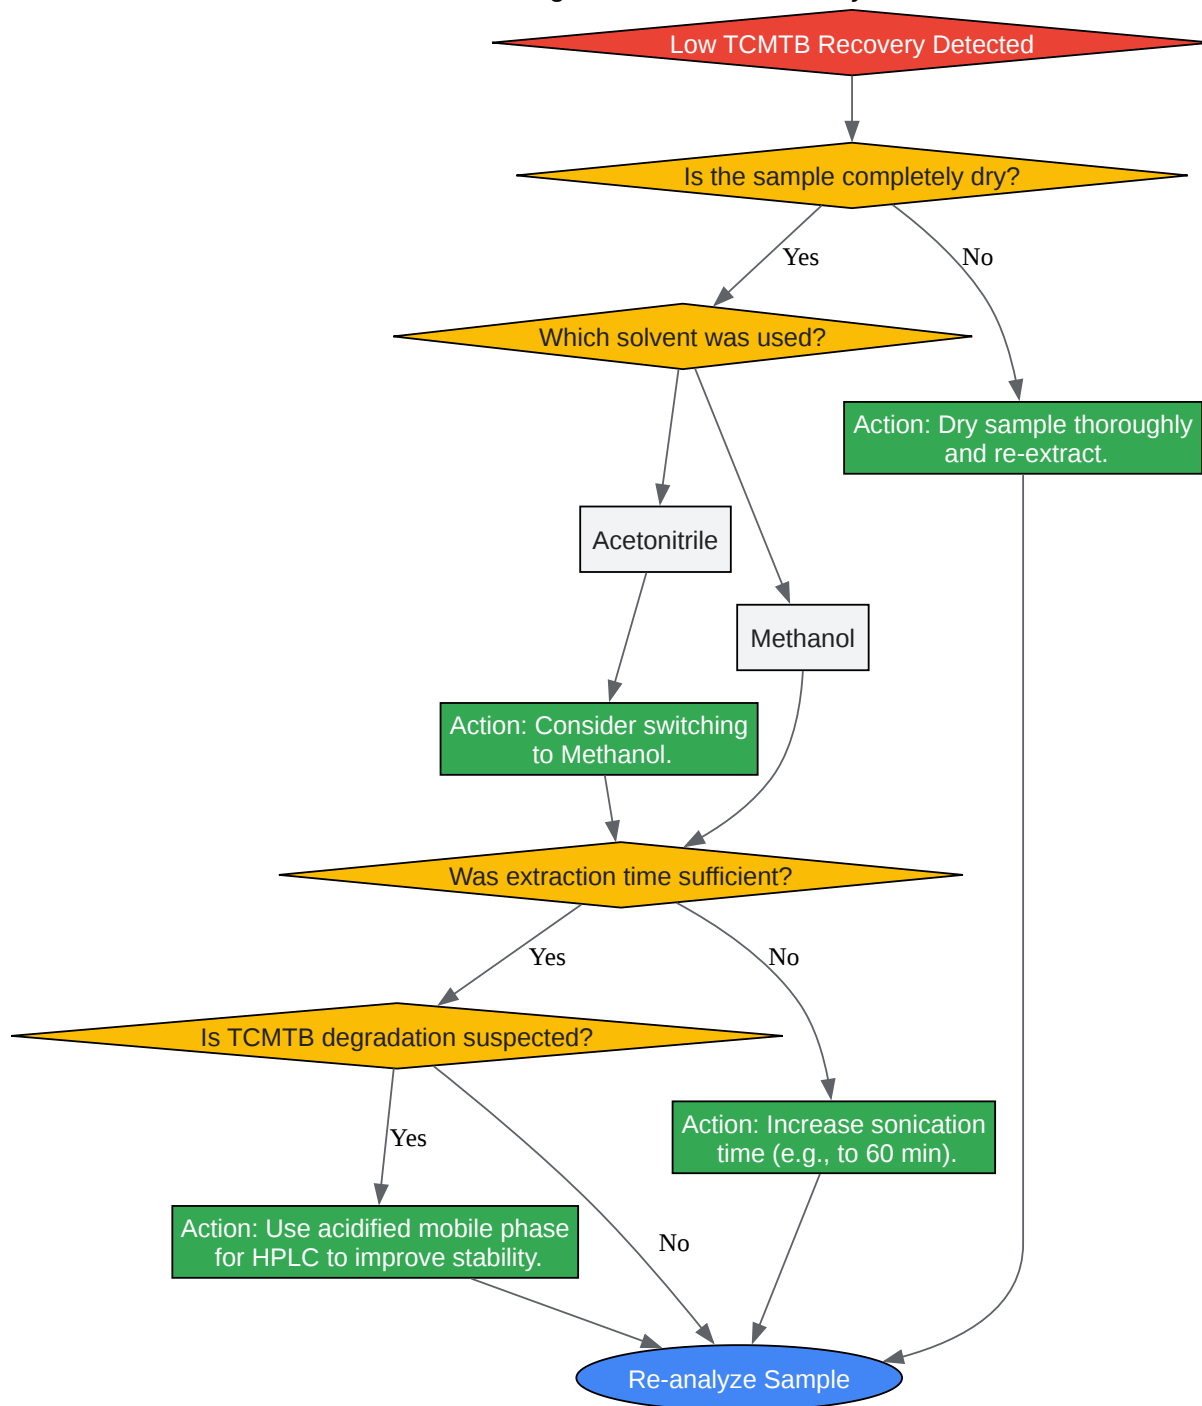 Low TCMTB Recovery Detected
Is the sample completely dry?
Yes
No
Which solvent was used?
Action: Dry sample thoroughly
and re-extract.
Acetonitrile
Methanol
Action: Consider switching
to Methanol.
Was extraction time sufficient?
Yes
No
Is TCMTB degradation suspected?
Action: Increase sonication
time (e.g., to 60 min).
Yes
Action: Use acidified mobile phase
for HPLC to improve stability.
No
Re-analyze Sample